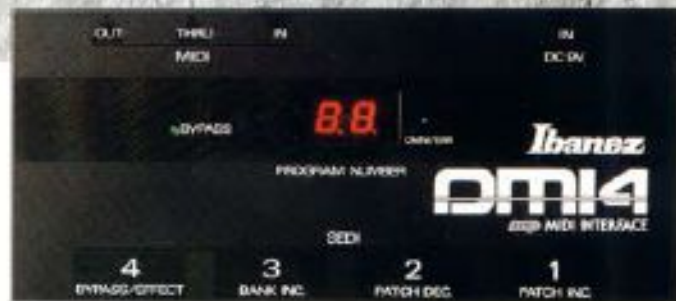 OUT THRU IN IN
MIDI DC 9V
BYPASS 8.8.
PROGRAM NUMBER
Ibanez
DMI4
MIDI INTERFACE
SEDI
4 3 2 1
BYPASS/EFFECT BANK INC. PATCH DEC. PATCH INC.